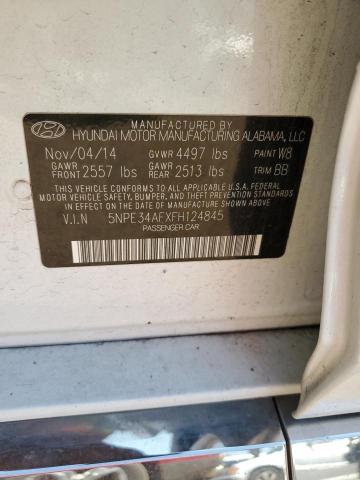 MANUFACTURED BY
HYUNDAI MOTOR MANUFACTURING ALABAMA, LLC
Nov/04/14 GVWR 4497 lbs PAINT W8
GAWR FRONT 2557 lbs GAWR REAR 2513 lbs TRIM BB
THIS VEHICLE CONFORMS TO ALL APPLICABLE U.S.A. FEDERAL
MOTOR VEHICLE SAFETY, BUMPER, AND THEFT PREVENTION STANDARDS
IN EFFECT ON THE DATE OF MANUFACTURE SHOWN ABOVE.
V.I.N 5NPE34AFXFH124845
PASSENGER CAR